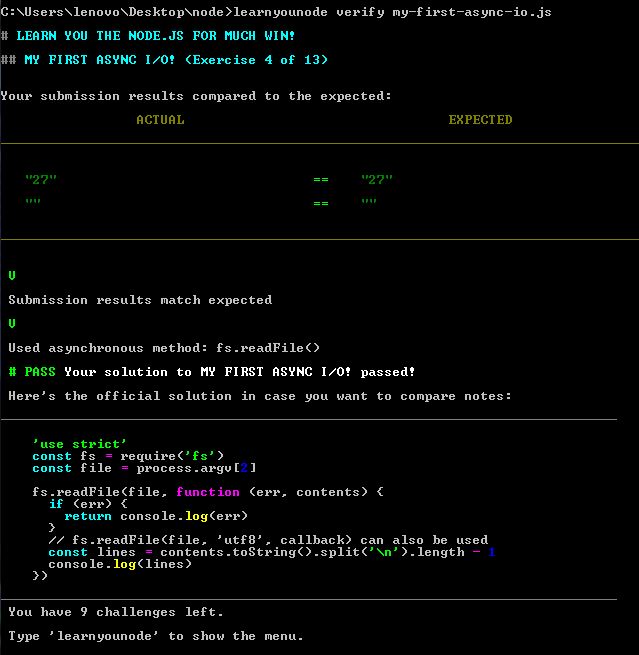 C:\Users\lenovo\Desktop\node>learnyounode verify my-first-async-io.js
# LEARN YOU THE NODE.JS FOR MUCH WIN!
## MY FIRST ASYNC I/O! (Exercise 4 of 13)
Your submission results compared to the expected:
ACTUAL EXPECTED
"27" == "27"
"" == ""
V
Submission results match expected
V
Used asynchronous method: fs.readFile()
# PASS Your solution to MY FIRST ASYNC I/O! passed!
Here's the official solution in case you want to compare notes:
'use strict'
const fs = require('fs')
const file = process.argv[2]
fs.readFile(file, function (err, contents) {
if (err) {
return console.log(err)
}
// fs.readFile(file, 'utf8', callback) can also be used
const lines = contents.toString().split('\n').length - 1
console.log(lines)
})
You have 9 challenges left.
Type 'learnyounode' to show the menu.